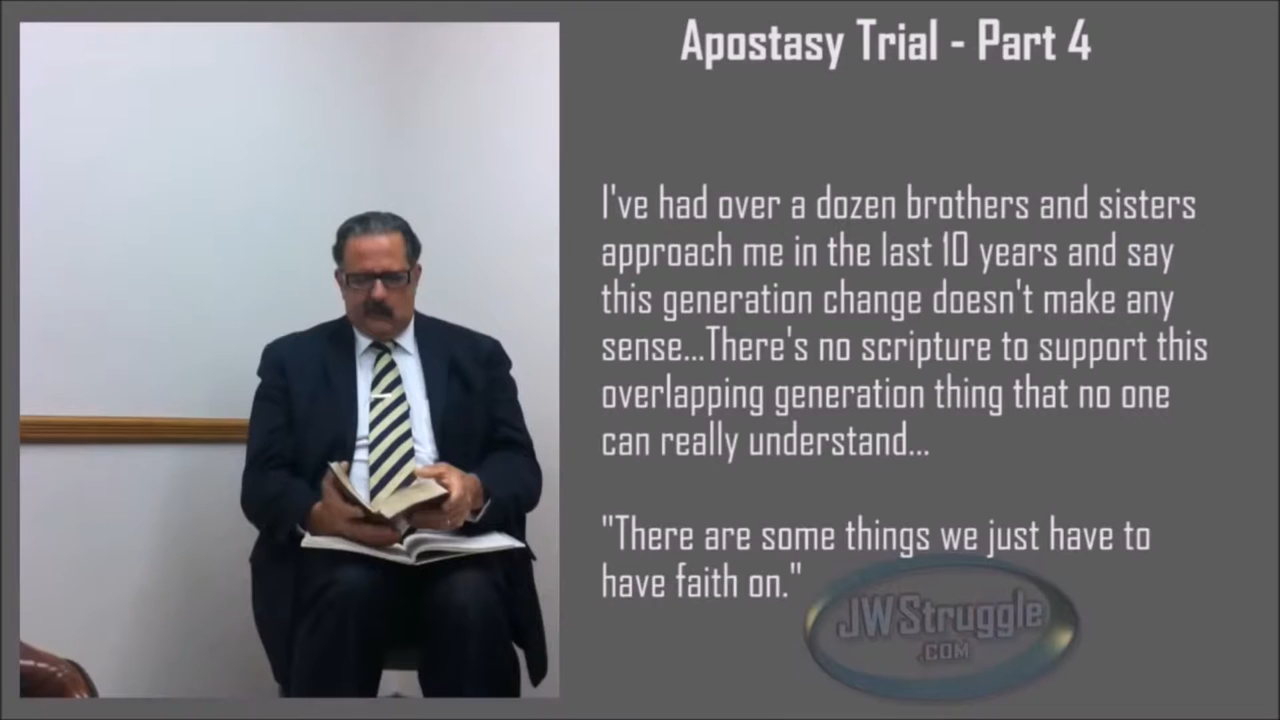 Apostasy Trial - Part 4
I've had over a dozen brothers and sisters
approach me in the last 10 years and say
this generation change doesn't make any
sense...There's no scripture to support this
overlapping generation thing that no one
can really understand...
"There are some things we just have to
have faith on."
JWStruggle
.COM